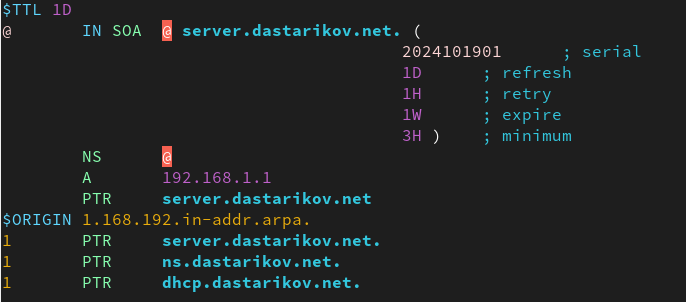 $TTL 1D
@ IN SOA @ server.dastarikov.net. (
2024101901 ; serial
1D ; refresh
1H ; retry
1W ; expire
3H ) ; minimum
NS @
A 192.168.1.1
PTR server.dastarikov.net
$ORIGIN 1.168.192.in-addr.arpa.
1 PTR server.dastarikov.net.
1 PTR ns.dastarikov.net.
1 PTR dhcp.dastarikov.net.